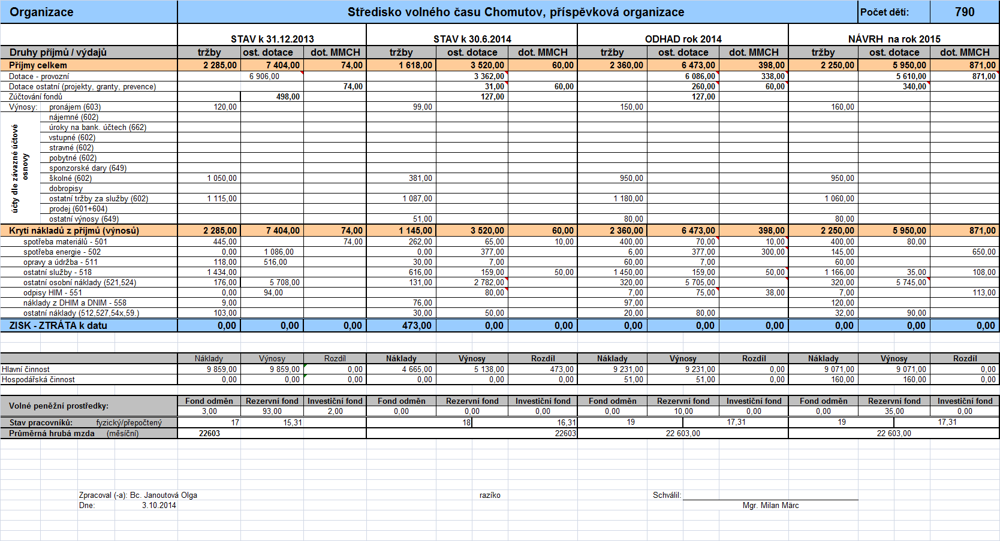 Organizace Středisko volného času Chomutov, příspěvková organizace Počet dětí: 790
STAV k 31.12.2013 STAV k 30.6.2014 ODHAD rok 2014 NÁVRH na rok 2015
Druhy příjmů / výdajů tržby ost. dotace dot. MMCH tržby ost. dotace dot. MMCH tržby ost. dotace dot. MMCH tržby ost. dotace dot. MMCH
Příjmy celkem 2 285,00 7 404,00 74,00 1 618,00 3 520,00 60,00 2 360,00 6 473,00 398,00 2 250,00 5 950,00 871,00
Dotace - provozní 6 906,00 3 362,00 6 086,00 338,00 5 610,00 871,00
Dotace ostatní (projekty, granty, prevence) 74,00 31,00 60,00 260,00 60,00 340,00
Zúčtování fondů 498,00 127,00 127,00
Výnosy: pronájem (603) 120,00 99,00 150,00 160,00
účty dle závazné účtové osnovy
nájemné (602)
úroky na bank. účtech (662)
vstupné (602)
stravné (602)
pobytné (602)
sponzorské dary (649)
školné (602) 1 050,00 381,00 950,00 950,00
dobropisy
ostatní tržby za služby (602) 1 115,00 1 087,00 1 180,00 1 060,00
prodej (601+604)
ostatní výnosy (649) 51,00 80,00 80,00
Krytí nákladů z příjmů (výnosů) 2 285,00 7 404,00 74,00 1 145,00 3 520,00 60,00 2 360,00 6 473,00 398,00 2 250,00 5 950,00 871,00
spotřeba materiálů - 501 445,00 74,00 262,00 65,00 10,00 400,00 70,00 10,00 400,00 80,00
spotřeba energie - 502 0,00 1 086,00 0,00 377,00 6,00 377,00 300,00 145,00 650,00
opravy a údržba - 511 118,00 516,00 30,00 7,00 60,00 7,00 60,00
ostatní služby - 518 1 434,00 616,00 159,00 50,00 1 450,00 159,00 50,00 1 166,00 35,00 108,00
ostatní osobní náklady (521,524) 176,00 5 708,00 131,00 2 782,00 320,00 5 705,00 320,00 5 745,00
odpisy HIM - 551 0,00 94,00 80,00 7,00 75,00 38,00 7,00 113,00
náklady z DHIM a DNIM - 558 9,00 76,00 97,00 120,00
ostatní náklady (512,527,54x,59.) 103,00 30,00 50,00 20,00 80,00 32,00 90,00
ZISK - ZTRÁTA k datu 0,00 0,00 0,00 473,00 0,00 0,00 0,00 0,00 0,00 0,00 0,00 0,00
Náklady Výnosy Rozdíl Náklady Výnosy Rozdíl Náklady Výnosy Rozdíl Náklady Výnosy Rozdíl
Hlavní činnost 9 859,00 9 859,00 0,00 4 665,00 5 138,00 473,00 9 231,00 9 231,00 0,00 9 071,00 9 071,00 0,00
Hospodářská činnost 0,00 0,00 0,00 0,00 0,00 0,00 51,00 51,00 0,00 160,00 160,00 0,00
Volné peněžní prostředky: Fond odměn Rezervní fond Investiční fond Fond odměn Rezervní fond Investiční fond Fond odměn Rezervní fond Investiční fond Fond odměn Rezervní fond Investiční fond
3,00 93,00 2,00 0,00 0,00 0,00 0,00 10,00 0,00 0,00 35,00 0,00
Stav pracovníků: fyzický/přepočtený 17 15,31 18 16,31 19 17,31 19 17,31
Průměrná hrubá mzda (měsíční) 22603 22603 22 603,00 22 603,00
Zpracoval (-a): Bc. Janoutová Olga razíko Schválil:
Dne: 3.10.2014 Mgr. Milan Märc